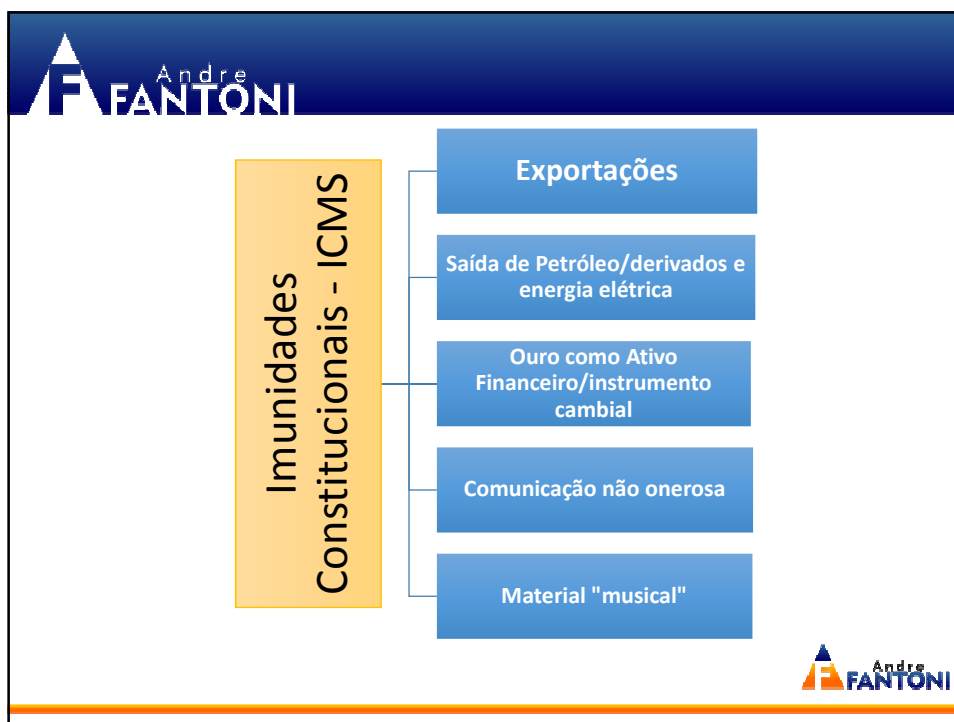 Andre
FANTONI
Imunidades
Constitucionais - ICMS
Exportações
Saída de Petróleo/derivados e
energia elétrica
Ouro como Ativo
Financeiro/instrumento
cambial
Comunicação não onerosa
Material "musical"
Andre
FANTONI